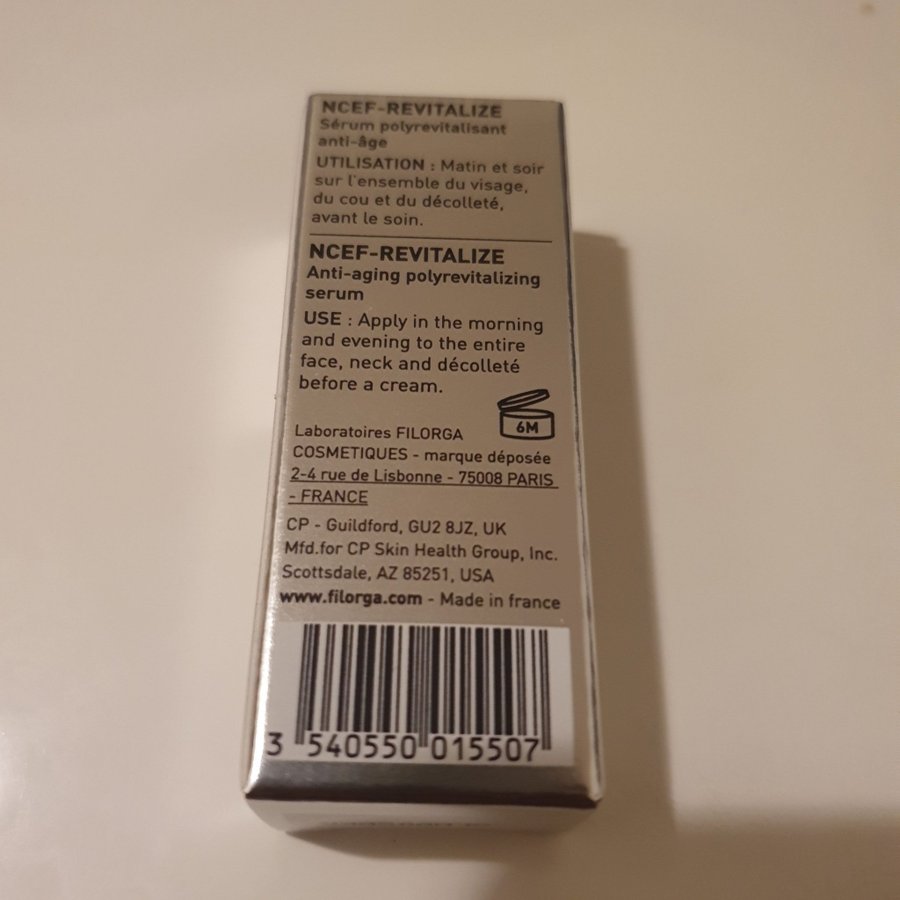 NCEF-REVITALIZE
Sérum polyrevitalisant
anti-âge
UTILISATION : Matin et soir
sur l'ensemble du visage,
du cou et du décolleté,
avant le soin.
NCEF-REVITALIZE
Anti-aging polyrevitalizing
serum
USE : Apply in the morning
and evening to the entire
face, neck and décolleté
before a cream.
6M
Laboratoires FILORGA
COSMETIQUES - marque déposée
2-4 rue de Lisbonne - 75008 PARIS
- FRANCE
CP - Guildford, GU2 8JZ, UK
Mfd.for CP Skin Health Group, Inc.
Scottsdale, AZ 85251, USA
www.filorga.com - Made in france
3 540550 015507